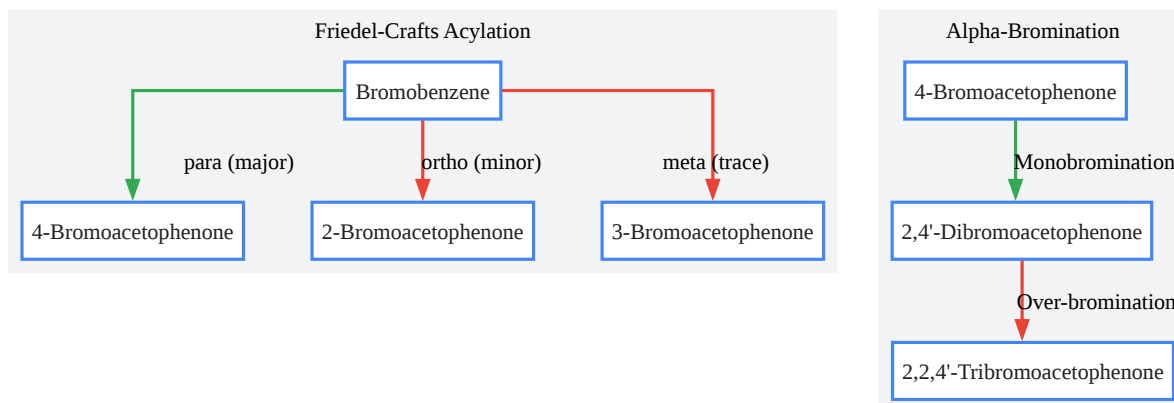 Friedel-Crafts Acylation
Bromobenzene
para (major)
ortho (minor)
meta (trace)
4-Bromoacetophenone
2-Bromoacetophenone
3-Bromoacetophenone
Alpha-Bromination
4-Bromoacetophenone
Monobromination
2,4'-Dibromoacetophenone
Over-bromination
2,2,4'-Tribromoacetophenone